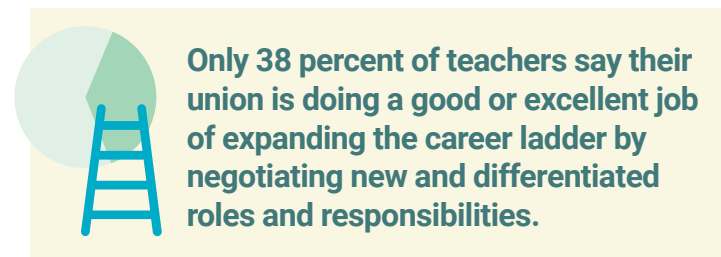 Only 38 percent of teachers say their
union is doing a good or excellent job
of expanding the career ladder by
negotiating new and differentiated
roles and responsibilities.